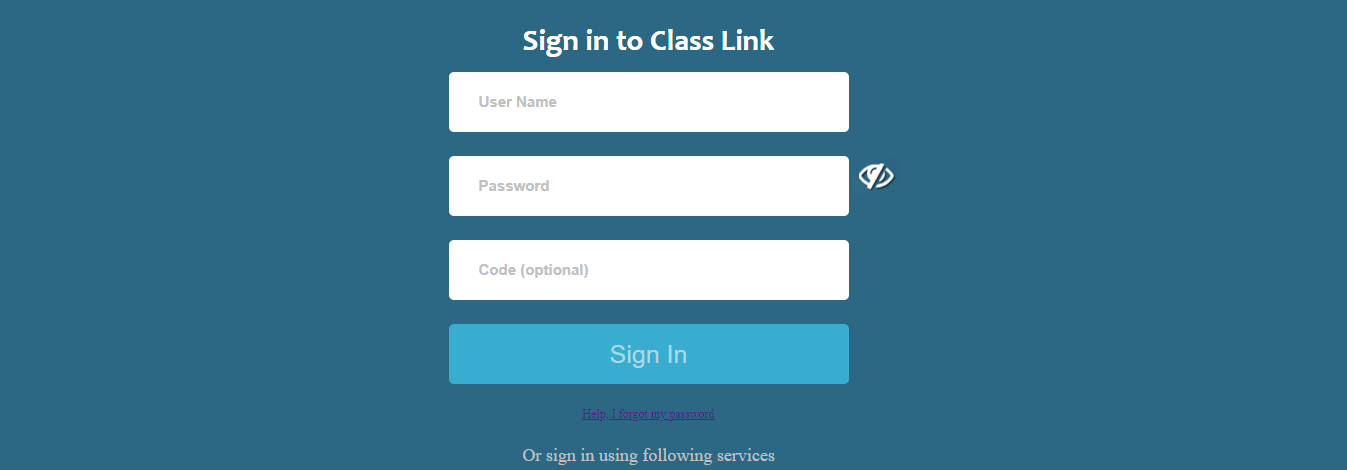 Sign in to Class Link
User Name
Password
Code (optional)
Sign In
Help, I forgot my password
Or sign in using following services